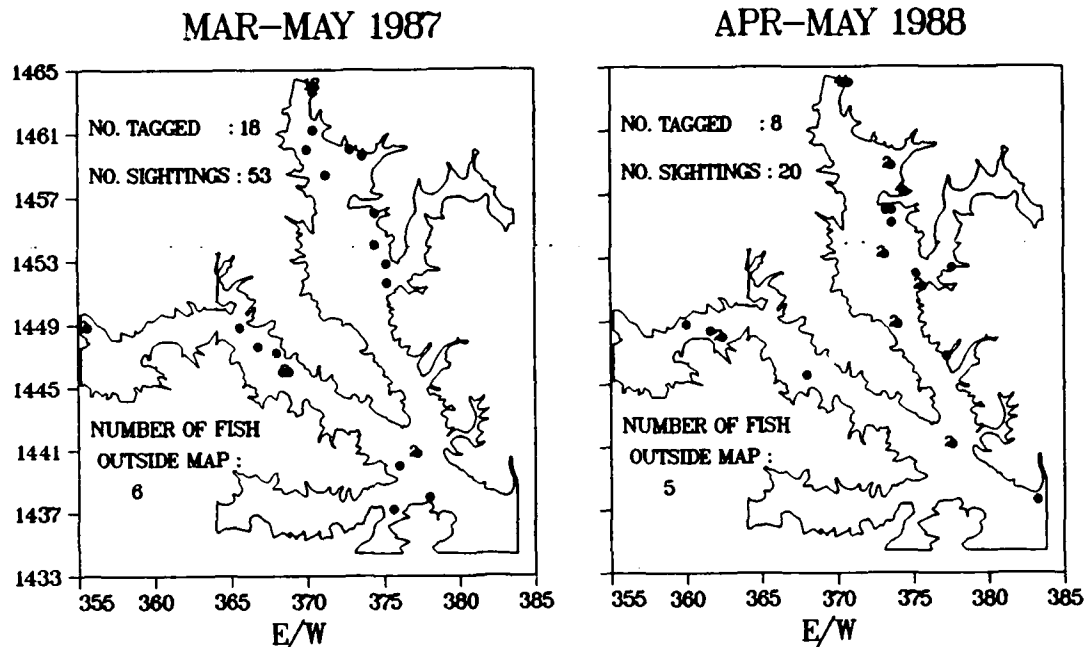 MAR-MAY 1987
APR-MAY 1988
1465
1461
1457
1453
1449
1445
1441
1437
1433
NO. TAGGED : 18
NO. SIGHTINGS : 53
NUMBER OF FISH
OUTSIDE MAP :
6
2
355 360 365 370 375 380 385
E/W
NO. TAGGED : 8
NO. SIGHTINGS : 20
NUMBER OF FISH
OUTSIDE MAP :
5
2
2
2
2
2
355 360 365 370 375 380 385
E/W